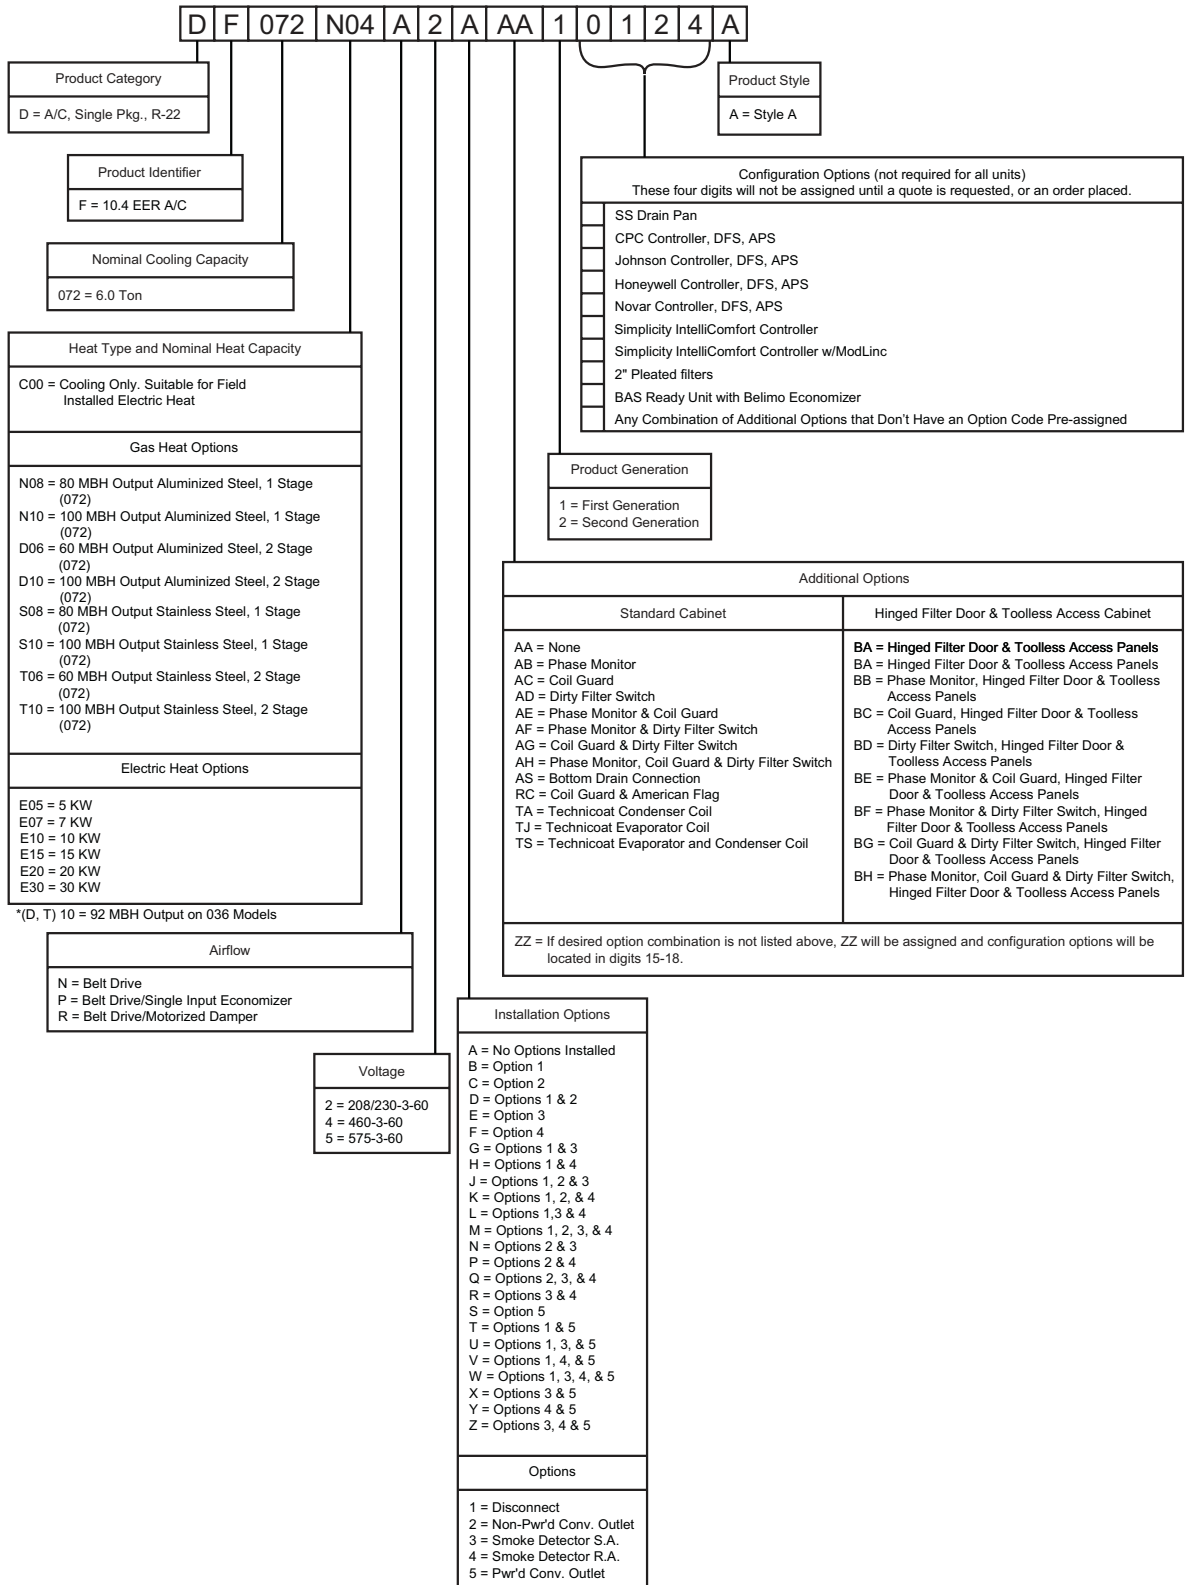 D F 072 N04 A 2 A AA 1 0 1 2 4 A
Product Category
D = A/C, Single Pkg., R-22
Product Identifier
F = 10.4 EER A/C
Nominal Cooling Capacity
072 = 6.0 Ton
Heat Type and Nominal Heat Capacity
C00 = Cooling Only. Suitable for Field
Installed Electric Heat
Gas Heat Options
N08 = 80 MBH Output Aluminized Steel, 1 Stage
(072)
N10 = 100 MBH Output Aluminized Steel, 1 Stage
(072)
D06 = 60 MBH Output Aluminized Steel, 2 Stage
(072)
D10 = 100 MBH Output Aluminized Steel, 2 Stage
(072)
S08 = 80 MBH Output Stainless Steel, 1 Stage
(072)
S10 = 100 MBH Output Stainless Steel, 1 Stage
(072)
T06 = 60 MBH Output Stainless Steel, 2 Stage
(072)
T10 = 100 MBH Output Stainless Steel, 2 Stage
(072)
Electric Heat Options
E05 = 5 KW
E07 = 7 KW
E10 = 10 KW
E15 = 15 KW
E20 = 20 KW
E30 = 30 KW
*(D, T) 10 = 92 MBH Output on 036 Models
Airflow
N = Belt Drive
P = Belt Drive/Single Input Economizer
R = Belt Drive/Motorized Damper
Voltage
2 = 208/230-3-60
4 = 460-3-60
5 = 575-3-60
Installation Options
A = No Options Installed
B = Option 1
C = Option 2
D = Options 1 & 2
E = Option 3
F = Option 4
G = Options 1 & 3
H = Options 1 & 4
J = Options 1, 2 & 3
K = Options 1, 2, & 4
L = Options 1,3 & 4
M = Options 1, 2, 3, & 4
N = Options 2 & 3
P = Options 2 & 4
Q = Options 2, 3, & 4
R = Options 3 & 4
S = Option 5
T = Options 1 & 5
U = Options 1, 3, & 5
V = Options 1, 4, & 5
W = Options 1, 3, 4, & 5
X = Options 3 & 5
Y = Options 4 & 5
Z = Options 3, 4 & 5
Options
1 = Disconnect
2 = Non-Pwr'd Conv. Outlet
3 = Smoke Detector S.A.
4 = Smoke Detector R.A.
5 = Pwr'd Conv. Outlet
Additional Options
Standard Cabinet
AA = None
AB = Phase Monitor
AC = Coil Guard
AD = Dirty Filter Switch
AE = Phase Monitor & Coil Guard
AF = Phase Monitor & Dirty Filter Switch
AG = Coil Guard & Dirty Filter Switch
AH = Phase Monitor, Coil Guard & Dirty Filter Switch
AS = Bottom Drain Connection
RC = Coil Guard & American Flag
TA = Technicoat Condenser Coil
TJ = Technicoat Evaporator Coil
TS = Technicoat Evaporator and Condenser Coil
Hinged Filter Door & Toolless Access Cabinet
BA = Hinged Filter Door & Toolless Access Panels
BA = Hinged Filter Door & Toolless Access Panels
BB = Phase Monitor, Hinged Filter Door & Toolless
Access Panels
BC = Coil Guard, Hinged Filter Door & Toolless
Access Panels
BD = Dirty Filter Switch, Hinged Filter Door &
Toolless Access Panels
BE = Phase Monitor & Coil Guard, Hinged Filter
Door & Toolless Access Panels
BF = Phase Monitor & Dirty Filter Switch, Hinged
Filter Door & Toolless Access Panels
BG = Coil Guard & Dirty Filter Switch, Hinged Filter
Door & Toolless Access Panels
BH = Phase Monitor, Coil Guard & Dirty Filter Switch,
Hinged Filter Door & Toolless Access Panels
ZZ = If desired option combination is not listed above, ZZ will be assigned and configuration options will be
located in digits 15-18.
Product Generation
1 = First Generation
2 = Second Generation
Configuration Options (not required for all units)
These four digits will not be assigned until a quote is requested, or an order placed.
SS Drain Pan
CPC Controller, DFS, APS
Johnson Controller, DFS, APS
Honeywell Controller, DFS, APS
Novar Controller, DFS, APS
Simplicity IntelliComfort Controller
Simplicity IntelliComfort Controller w/ModLinc
2" Pleated filters
BAS Ready Unit with Belimo Economizer
Any Combination of Additional Options that Don't Have an Option Code Pre-assigned
Product Style
A = Style A